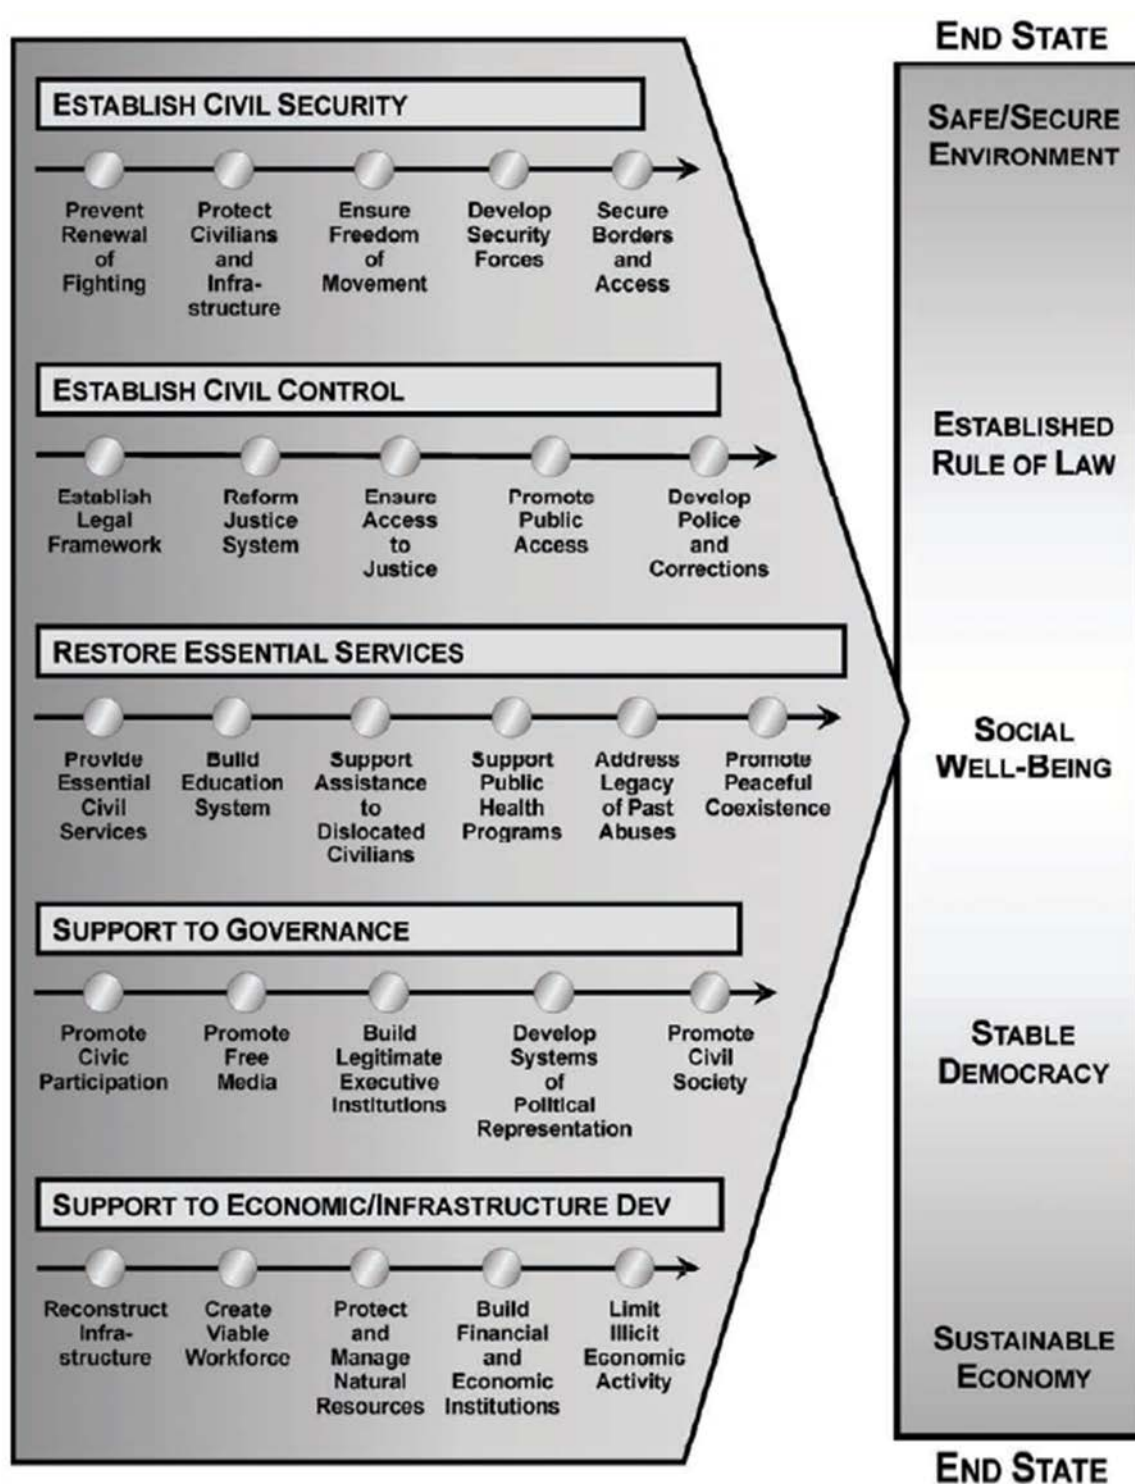 END STATE
ESTABLISH CIVIL SECURITY
Prevent
Renewal
of
Fighting
Protect
Civilians
and
Infra-
structure
Ensure
Freedom
of
Movement
Develop
Security
Forces
Secure
Borders
and
Access
SAFE/SECURE
ENVIRONMENT
ESTABLISH CIVIL CONTROL
Establish
Legal
Framework
Reform
Justice
System
Ensure
Access
to
Justice
Promote
Public
Access
Develop
Police
and
Corrections
ESTABLISHED
RULE OF LAW
RESTORE ESSENTIAL SERVICES
Provide
Essential
Civil
Services
Build
Education
System
Support
Assistance
to
Dislocated
Civilians
Support
Public
Health
Programs
Address
Legacy
of Past
Abuses
Promote
Peaceful
Coexistence
SOCIAL
WELL-BEING
SUPPORT TO GOVERNANCE
Promote
Civic
Participation
Promote
Free
Media
Build
Legitimate
Executive
Institutions
Develop
Systems
of
Political
Representation
Promote
Civil
Society
STABLE
DEMOCRACY
SUPPORT TO ECONOMIC/INFRASTRUCTURE DEV
Reconstruct
Infra-
structure
Create
Viable
Workforce
Protect
and
Manage
Natural
Resources
Build
Financial
and
Economic
Institutions
Limit
Illicit
Economic
Activity
SUSTAINABLE
ECONOMY
END STATE